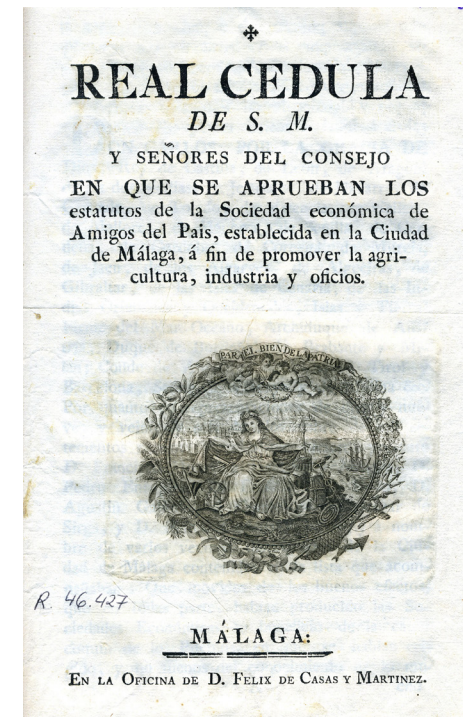 REAL CEDULA
DE S. M.
Y SEÑORES DEL CONSEJO
EN QUE SE APRUEBAN LOS
estatutos de la Sociedad económica de
Amigos del Pais, establecida en la Ciudad
de Málaga, á fin de promover la agri-
cultura, industria y oficios.
PARA EL BIEN DE LA PATRIA
R. 46.427
MÁLAGA:
EN LA OFICINA DE D. FELIX DE CASAS Y MARTINEZ.